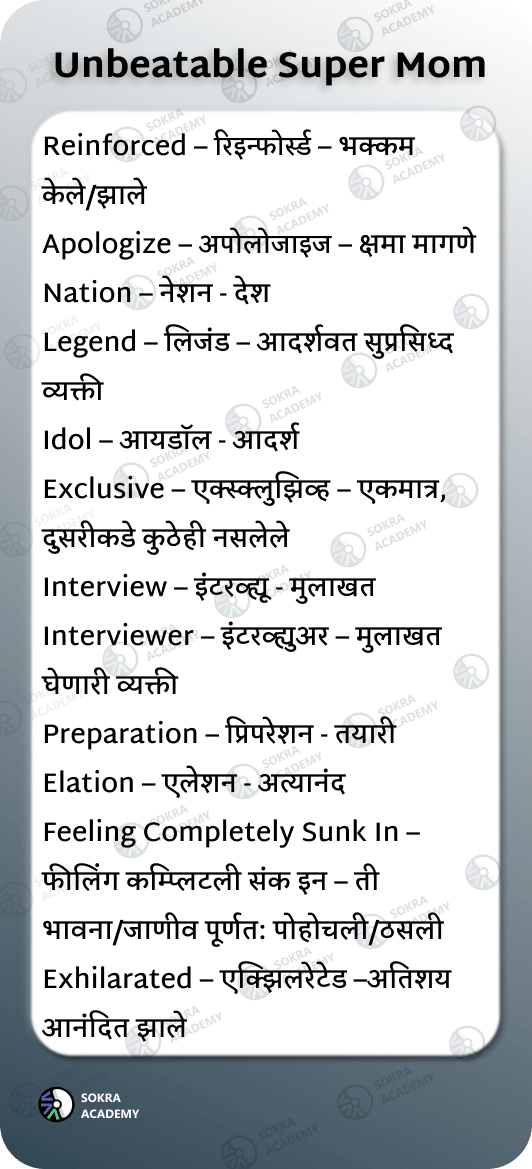 Unbeatable Super Mom
Reinforced – रिइन्फोर्स्ड – भक्कम
केले/झाले
Apologize – अपोलोजाइज – क्षमा मागणे
Nation – नेशन - देश
Legend – लिजंड – आदर्शवत सुप्रसिध्द
व्यक्ती
Idol – आयडॉल - आदर्श
Exclusive – एक्स्क्लुझिव्ह – एकमात्र,
दुसरीकडे कुठेही नसलेले
Interview – इंटरव्ह्यू - मुलाखत
Interviewer – इंटरव्ह्युअर – मुलाखत
घेणारी व्यक्ती
Preparation – प्रिपरेशन - तयारी
Elation – एलेशन - अत्यानंद
Feeling Completely Sunk In –
फीलिंग कम्प्लिटली संक इन – ती
भावना/जाणीव पूर्णत: पोहोचली/ठसली
Exhilarated – एक्झिलरेटेड –अतिशय
आनंदित झाले
SOKRA
ACADEMY